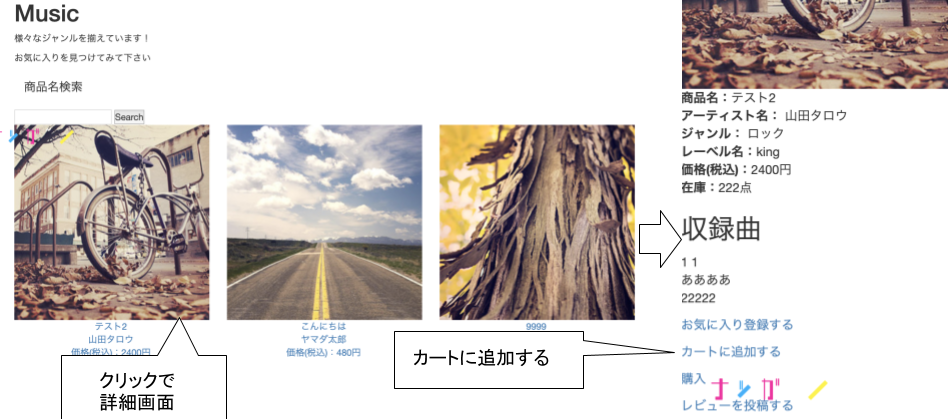 Music
様々なジャンルを揃えています！
お気に入りを見つけてみて下さい
商品名検索
Search
テスト2
山田タロウ
価格(税込)：2400円
こんにちは
ヤマダ太郎
価格(税込)：480円
9999
クリックで
詳細画面
カートに追加する
商品名：テスト2
アーティスト名： 山田タロウ
ジャンル： ロック
レーベル名：king
価格(税込)：2400円
在庫：222点
収録曲
1 1
ああああ
22222
お気に入り登録する
カートに追加する
購入
レビューを投稿する